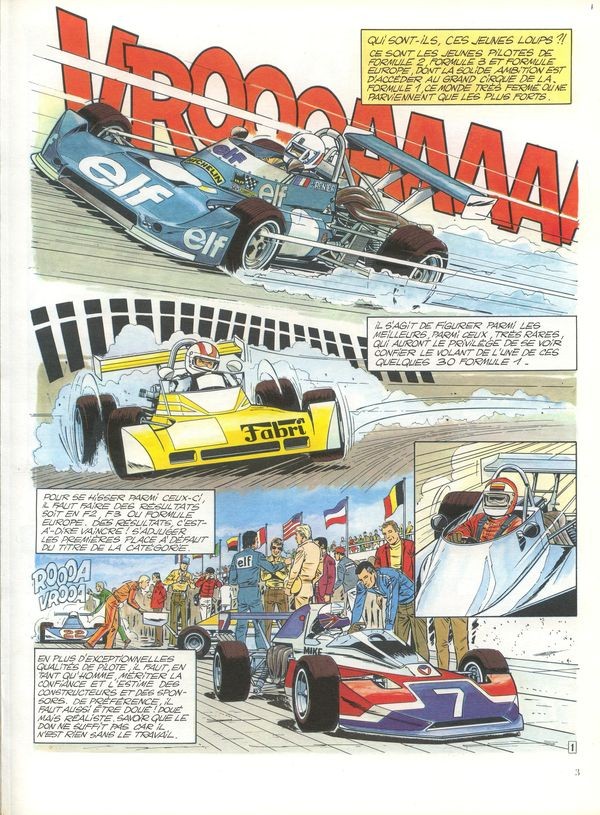 QUI SONT-ILS, CES JEUNES LOUPS ?!
CE SONT LES JEUNES PILOTES DE
FORMULE 2, FORMULE 3 ET FORMULE
EUROPE, DONT LA SOLIDE AMBITION EST
D'ACCÉDER AU GRAND CIRQUE DE LA
FORMULE 1, CE MONDE TRÈS FERMÉ OÙ NE
PARVIENNENT QUE LES PLUS FORTS.
VROOOAAAAA
elf
MICHELIN
elf
RENIER
elf
IL S'AGIT DE FIGURER PARMI LES
MEILLEURS, PARMI CEUX, TRÈS RARES,
QUI AURONT LE PRIVILÈGE DE SE VOIR
CONFIER LE VOLANT DE L'UNE DE CES
QUELQUES 30 FORMULE 1.
Fabri
POUR SE HISSER PARMI CEUX-CI,
IL FAUT FAIRE DES RÉSULTATS
SOIT EN F2, F3 OU FORMULE
EUROPE. DES RÉSULTATS, C'EST-
À-DIRE VAINCRE! S'ADJUGER
LES PREMIÈRES PLACE À DÉFAUT
DU TITRE DE LA CATÉGORIE.
ROOOA
VROOA
22
elf
MIKE
7
EN PLUS D'EXCEPTIONNELLES
QUALITÉS DE PILOTE, IL FAUT, EN
TANT QU'HOMME, MÉRITER LA
CONFIANCE ET L'ESTIME DES
CONSTRUCTEURS ET DES SPON-
SORS. DE PRÉFÉRENCE, IL
FAUT AUSSI ÊTRE DOUÉ! DOUÉ
MAIS RÉALISTE. SAVOIR QUE LE
DON NE SUFFIT PAS CAR IL
N'EST RIEN SANS LE TRAVAIL.
1
3